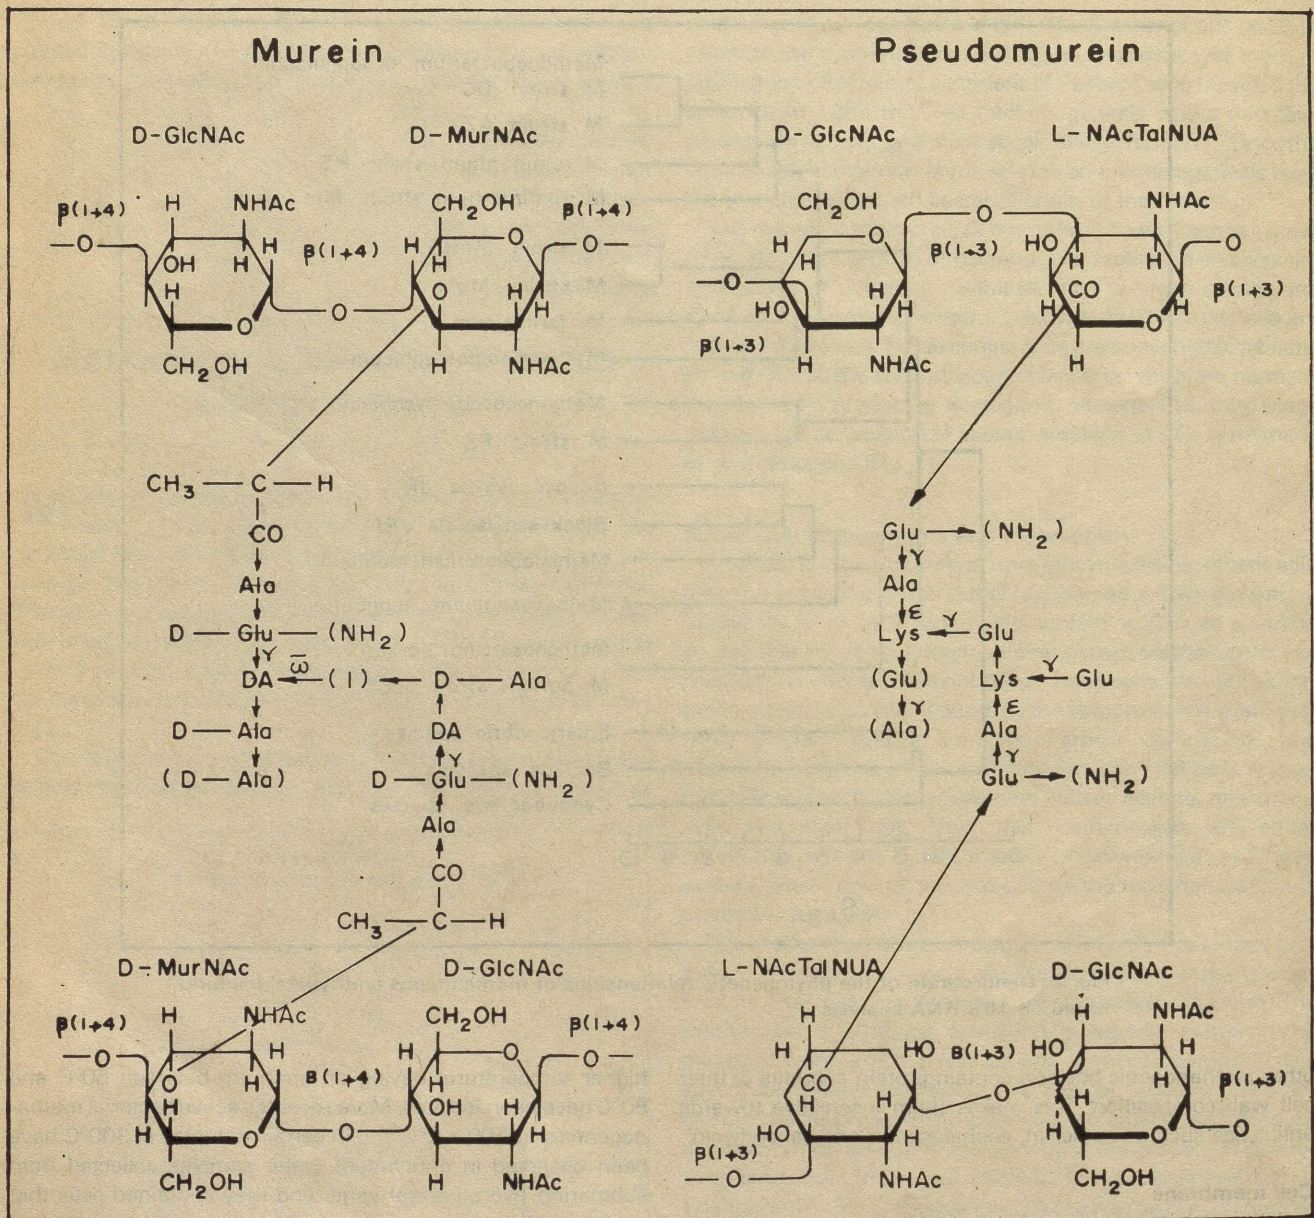 Murein Pseudomurein
D-GlcNAc D-MurNAc D-GlcNAc L-NAcTalNUA
H NHAc CH₂OH CH₂OH NHAc
β(1→4) β(1→4)
O H H O O O HO H O
OH H β(1→4) H β(1→3) H H
H O H H O H CO H β(1→3)
O HO
O H NHAc β(1→3) H NHAc H O
CH₂OH
CH₃ — C — H
CO Glu → (NH₂)
↓ ↓γ
Ala Ala
↓ ↓ε
D — Glu — (NH₂) Lys ←γ Glu
↓γ ↓ ↑
DA ←ω̅ (I) ← D — Ala (Glu) Lys ←γ Glu
↓ ↑ ↓γ ↑ε
D — Ala DA (Ala) Ala
↓ ↑γ ↑γ
(D — Ala) D — Glu — (NH₂) Glu → (NH₂)
↑
Ala
↑
CO
CH₃ — C — H
D-MurNAc D-GlcNAc L-NAcTalNUA D-GlcNAc
H NHAc CH₂OH H H NHAc
β(1→4) β(1→4)
O H H O O H HO β(1→3) HO H
O H β(1→4) H H CO H O H β(1→3)
H H OH H HO H H O
H O O H NHAc β(1→3) H O
CH₂OH O NHAc CH₂OH